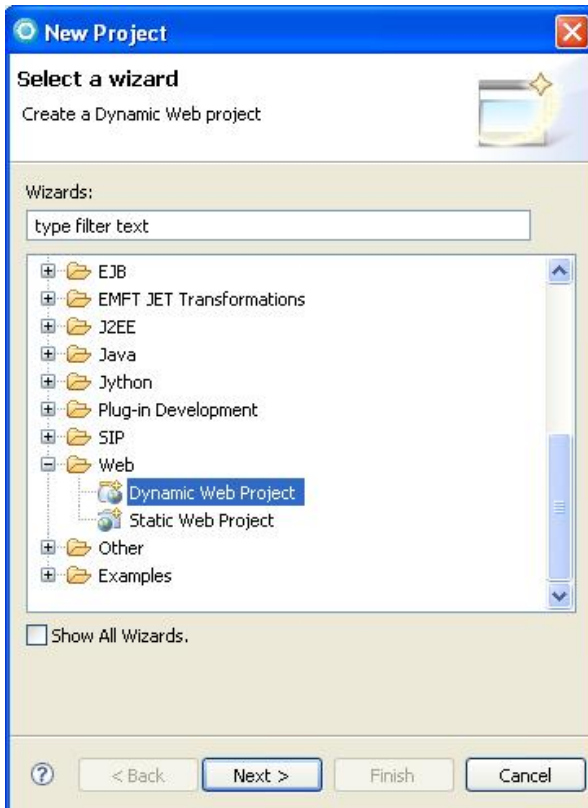 New Project
Select a wizard
Create a Dynamic Web project
Wizards:
type filter text
EJB
EMFT JET Transformations
J2EE
Java
Jython
Plug-in Development
SIP
Web
Dynamic Web Project
Static Web Project
Other
Examples
Show All Wizards.
? < Back Next > Finish Cancel